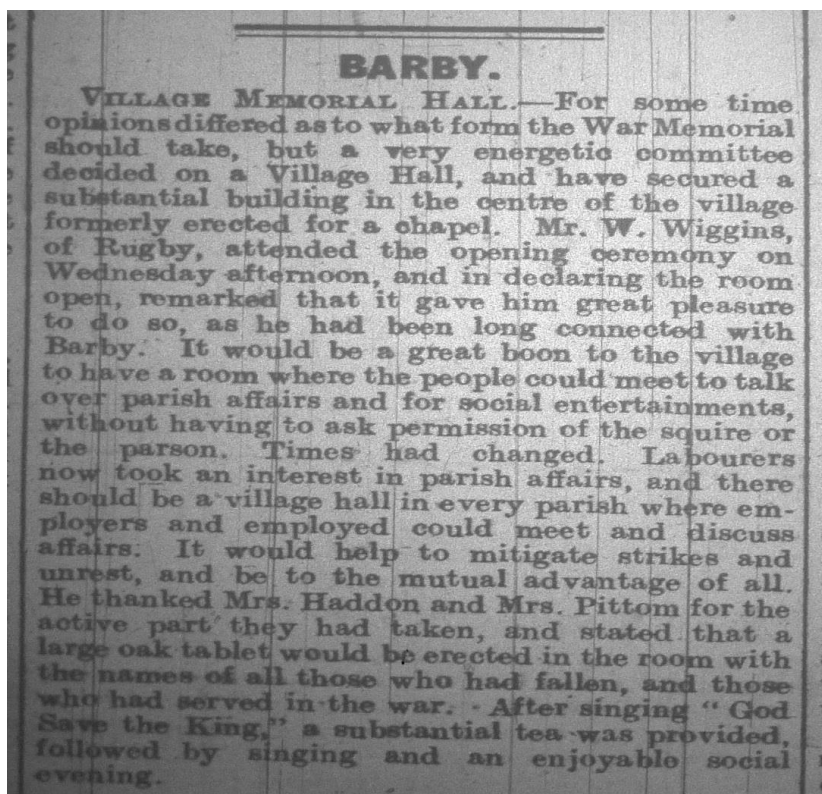 BARBY.
VILLAGE MEMORIAL HALL.—For some time
opinions differed as to what form the War Memorial
should take, but a very energetic committee
decided on a Village Hall, and have secured a
substantial building in the centre of the village
formerly erected for a chapel. Mr. W. Wiggins,
of Rugby, attended the opening ceremony on
Wednesday afternoon, and in declaring the room
open, remarked that it gave him great pleasure
to do so, as he had been long connected with
Barby. It would be a great boon to the village
to have a room where the people could meet to talk
over parish affairs and for social entertainments,
without having to ask permission of the squire or
the parson. Times had changed. Labourers
now took an interest in parish affairs, and there
should be a village hall in every parish where em-
ployers and employed could meet and discuss
affairs. It would help to mitigate strikes and
unrest, and be to the mutual advantage of all.
He thanked Mrs. Haddon and Mrs. Pittom for the
active part they had taken, and stated that a
large oak tablet would be erected in the room with
the names of all those who had fallen, and those
who had served in the war. After singing " God
Save the King," a substantial tea was provided,
followed by singing and an enjoyable social
evening.